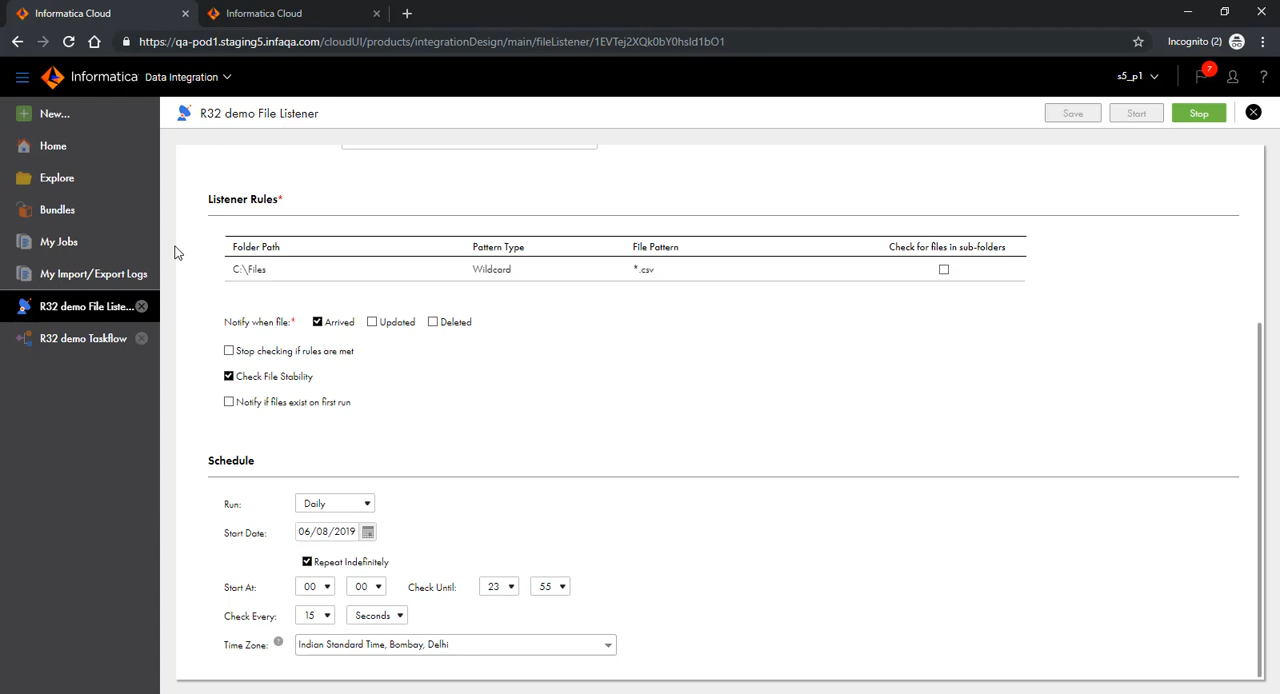 Informatica Cloud
Informatica Cloud
https://qa-pod1.staging5.infaqa.com/cloudUI/products/integrationDesign/main/fileListener/1EVTej2XQk0bY0hsId1bO1
Incognito (2)
Informatica Data Integration
s5_p1
7
?
New...
Home
Explore
Bundles
My Jobs
My Import/Export Logs
R32 demo File Liste...
R32 demo Taskflow
R32 demo File Listener
Save Start Stop
Listener Rules*
Folder Path Pattern Type File Pattern Check for files in sub-folders
C:\Files Wildcard *.csv
Notify when file:* Arrived Updated Deleted
Stop checking if rules are met
Check File Stability
Notify if files exist on first run
Schedule
Run: Daily
Start Date: 06/08/2019
Repeat Indefinitely
Start At: 00 00 Check Until: 23 55
Check Every: 15 Seconds
Time Zone: ? Indian Standard Time, Bombay, Delhi